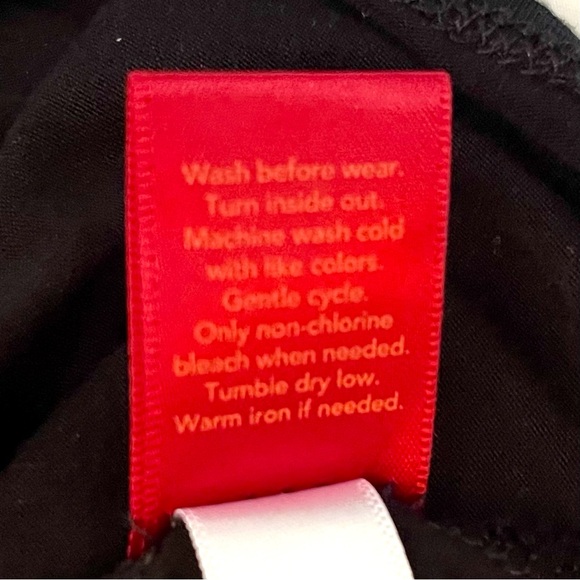 Wash before wear.
Turn inside out.
Machine wash cold
with like colors.
Gentle cycle.
Only non-chlorine
bleach when needed.
Tumble dry low.
Warm iron if needed.